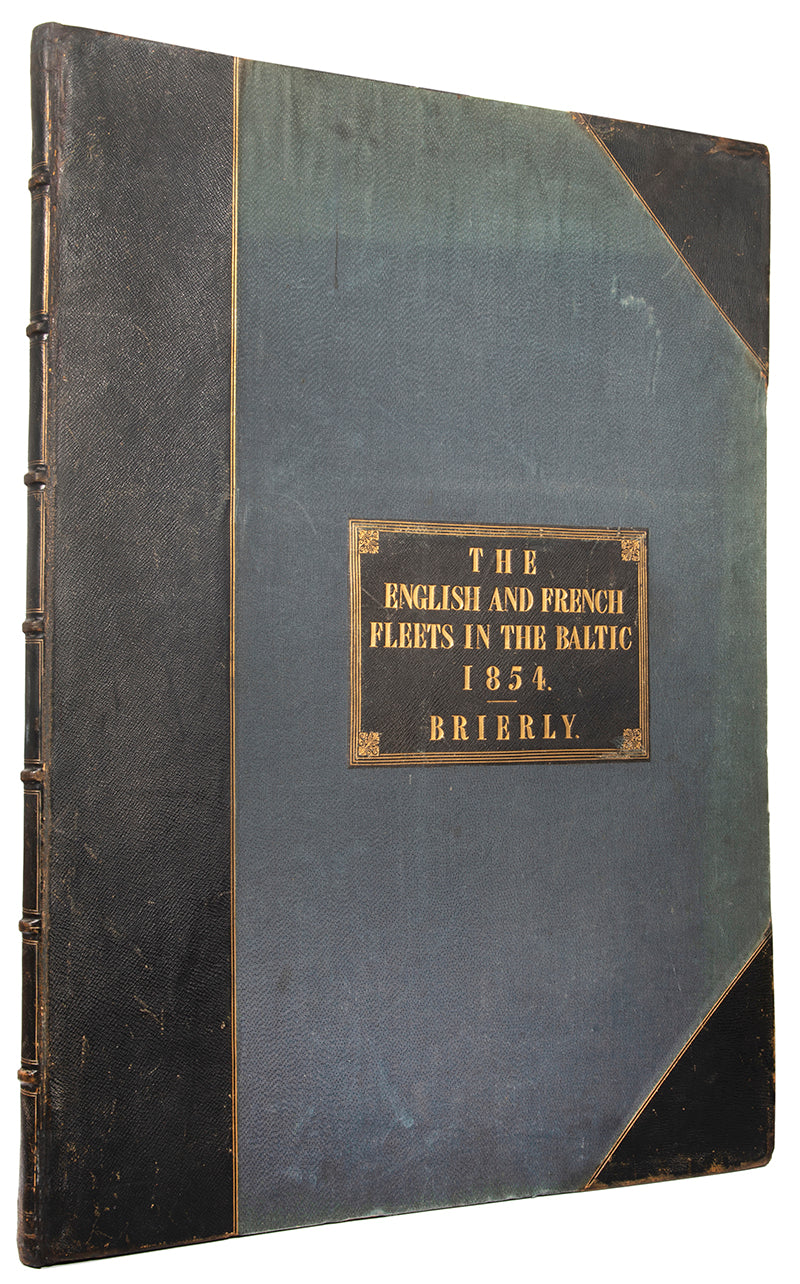 THE
ENGLISH AND FRENCH
FLEETS IN THE BALTIC
1854.
BRIERLY.